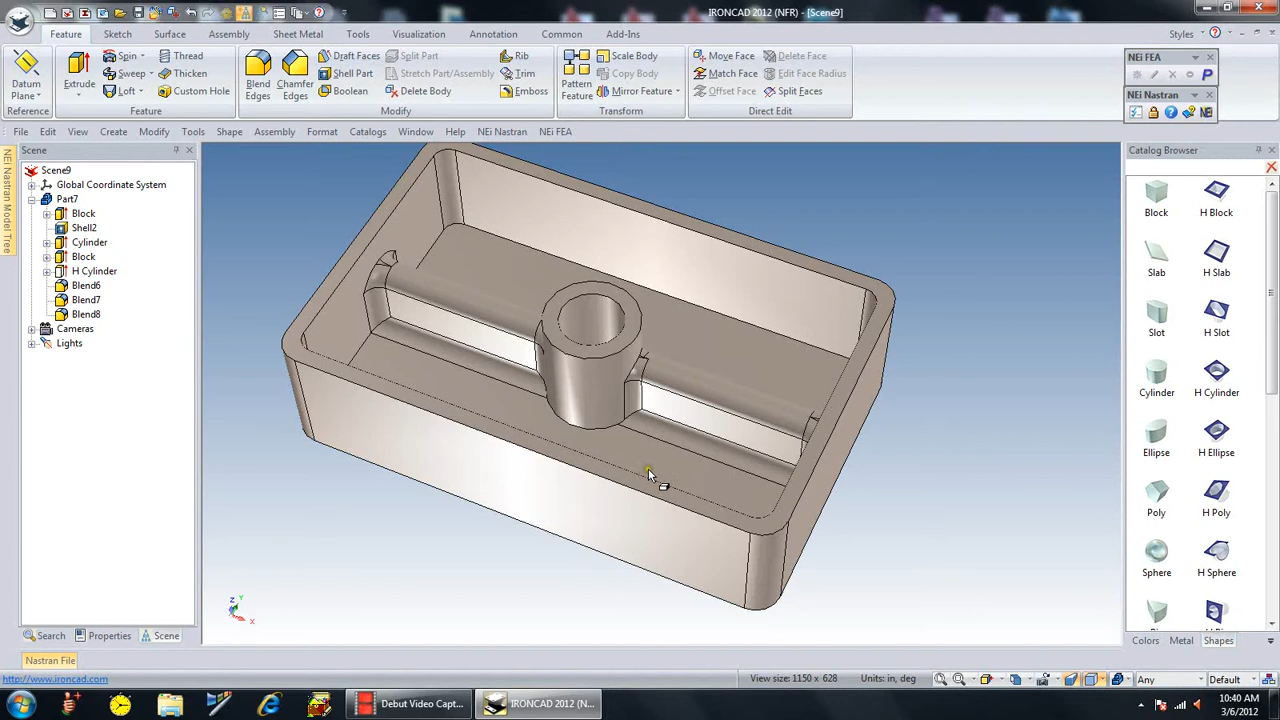 IRONCAD 2012 (NFR) - [Scene9]
Feature Sketch Surface Assembly Sheet Metal Tools Visualization Annotation Common Add-Ins Styles
Datum Plane
Reference
Extrude
Spin
Sweep
Loft
Thread
Thicken
Custom Hole
Feature
Blend Edges
Chamfer Edges
Draft Faces
Shell Part
Boolean
Split Part
Stretch Part/Assembly
Delete Body
Rib
Trim
Emboss
Modify
Pattern Feature
Scale Body
Copy Body
Mirror Feature
Transform
Move Face
Match Face
Offset Face
Delete Face
Edit Face Radius
Split Faces
Direct Edit
NEi FEA
NEi Nastran
File Edit View Create Modify Tools Shape Assembly Format Catalogs Window Help NEi Nastran NEi FEA
NEi Nastran Model Tree
Scene
Scene9
Global Coordinate System
Part7
Block
Shell2
Cylinder
Block
H Cylinder
Blend6
Blend7
Blend8
Cameras
Lights
Z Y X
Catalog Browser
Block H Block
Slab H Slab
Slot H Slot
Cylinder H Cylinder
Ellipse H Ellipse
Poly H Poly
Sphere H Sphere
Colors Metal Shapes
Search Properties Scene
Nastran File
http://www.ironcad.com
View size: 1150 x 628 Units: in, deg Any Default
Debut Video Capt...
IRONCAD 2012 (N...
10:40 AM
3/6/2012